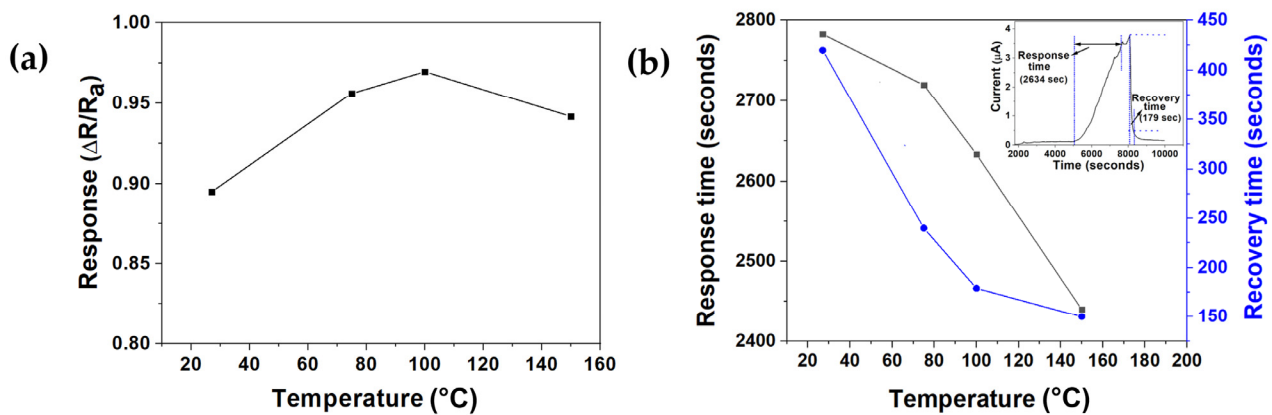 (a)
1.00
0.95
0.90
0.85
0.80
Response (ΔR/Ra)
20 40 60 80 100 120 140 160
Temperature (°C)
(b)
2800
2700
2600
2500
2400
Response time (seconds)
20 40 60 80 100 120 140 160 180 200
Temperature (°C)
450
400
350
300
250
200
150
Recovery time (seconds)
4
3
2
1
0
Current (μA)
Response
time
(2634 sec)
Recovery
time
(179 sec)
2000 4000 6000 8000 10000
Time (seconds)